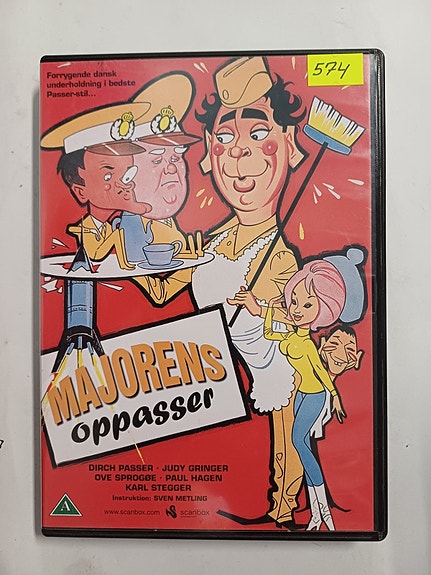 Forrygende dansk
underholdning i bedste
Passer-stil...
574
MAJORENS
oppasser
DIRCH PASSER · JUDY GRINGER
OVE SPROGØE · PAUL HAGEN
KARL STEGGER
Instruktion: SVEN METLING
A
www.scanbox.com
scanbox